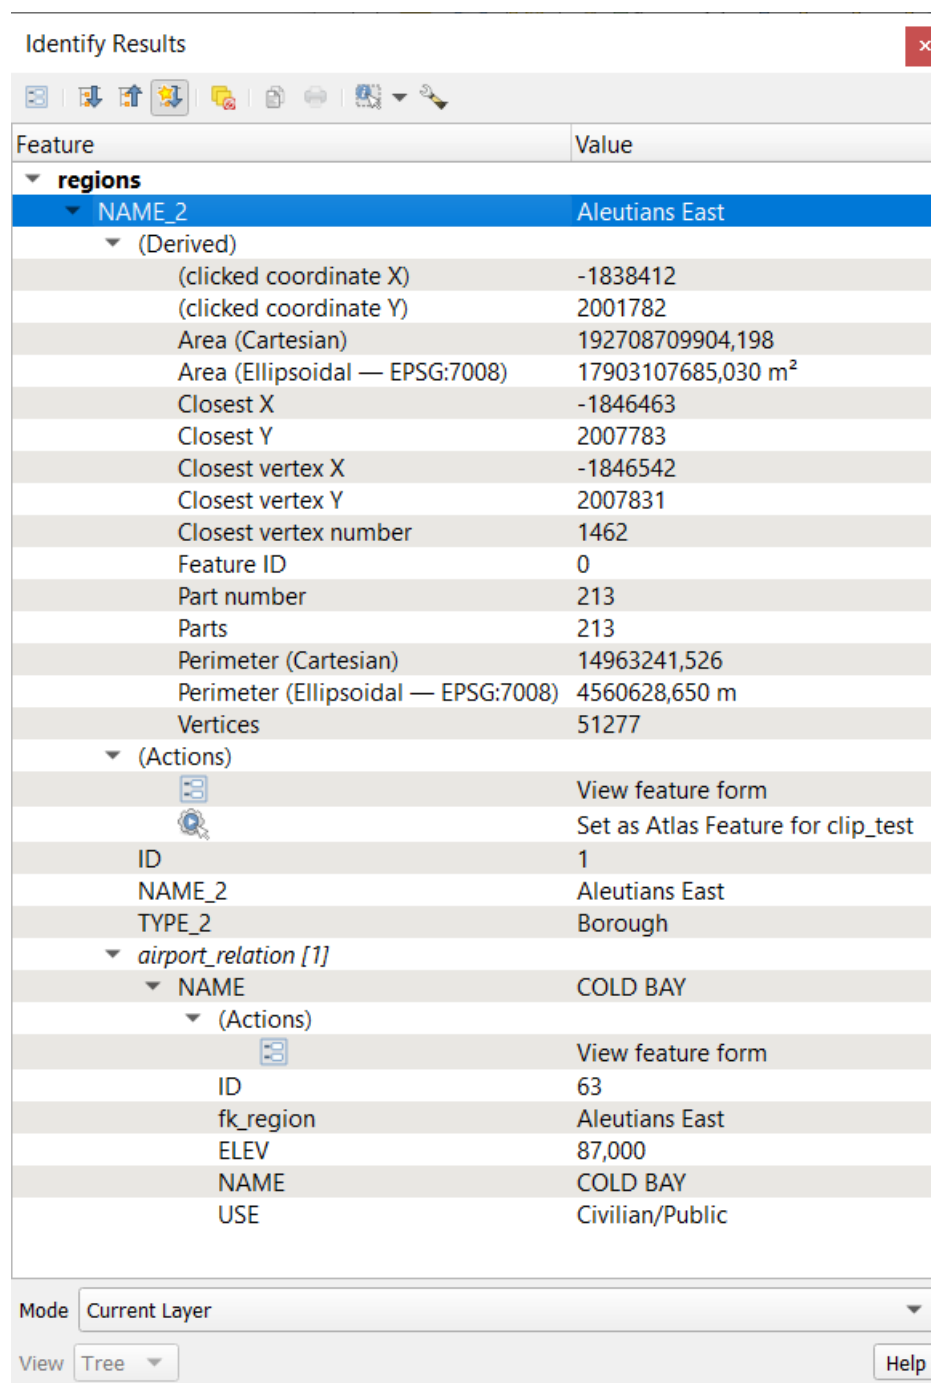 Identify Results
Feature Value
regions
NAME_2 Aleutians East
(Derived)
(clicked coordinate X) -1838412
(clicked coordinate Y) 2001782
Area (Cartesian) 192708709904,198
Area (Ellipsoidal — EPSG:7008) 17903107685,030 m²
Closest X -1846463
Closest Y 2007783
Closest vertex X -1846542
Closest vertex Y 2007831
Closest vertex number 1462
Feature ID 0
Part number 213
Parts 213
Perimeter (Cartesian) 14963241,526
Perimeter (Ellipsoidal — EPSG:7008) 4560628,650 m
Vertices 51277
(Actions)
View feature form
Set as Atlas Feature for clip_test
ID 1
NAME_2 Aleutians East
TYPE_2 Borough
airport_relation [1]
NAME COLD BAY
(Actions)
View feature form
ID 63
fk_region Aleutians East
ELEV 87,000
NAME COLD BAY
USE Civilian/Public
Mode Current Layer
View Tree Help